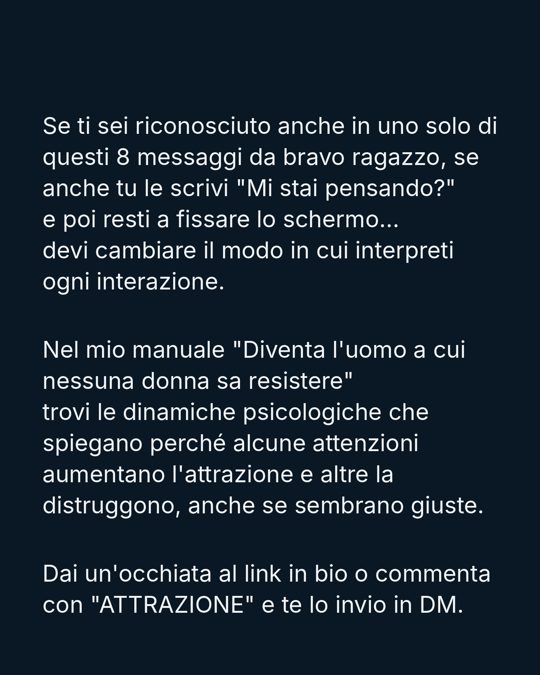 Se ti sei riconosciuto anche in uno solo di
questi 8 messaggi da bravo ragazzo, se
anche tu le scrivi "Mi stai pensando?"
e poi resti a fissare lo schermo...
devi cambiare il modo in cui interpreti
ogni interazione.
Nel mio manuale "Diventa l'uomo a cui
nessuna donna sa resistere"
trovi le dinamiche psicologiche che
spiegano perché alcune attenzioni
aumentano l'attrazione e altre la
distruggono, anche se sembrano giuste.
Dai un'occhiata al link in bio o commenta
con "ATTRAZIONE" e te lo invio in DM.